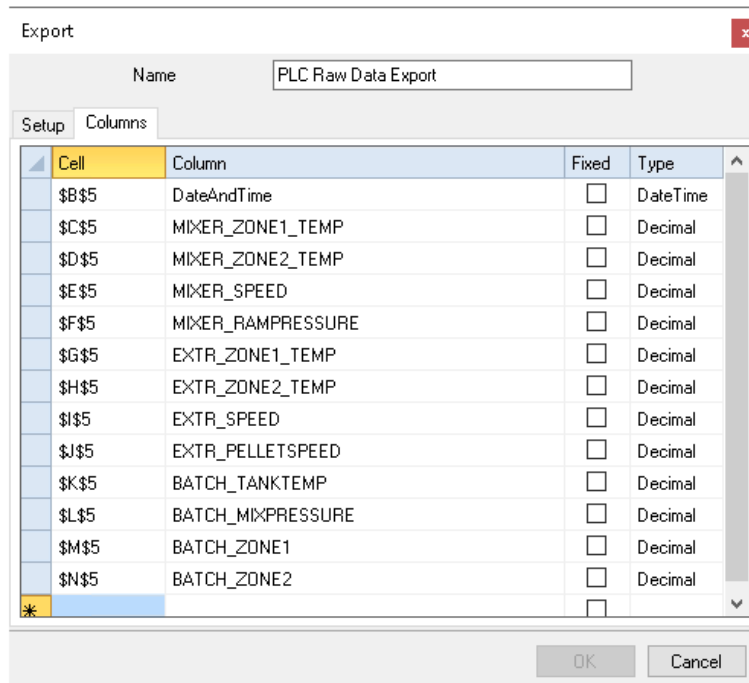 Export
x
Name PLC Raw Data Export
Setup Columns
Cell Column Fixed Type
$B$5 DateAndTime DateTime
$C$5 MIXER_ZONE1_TEMP Decimal
$D$5 MIXER_ZONE2_TEMP Decimal
$E$5 MIXER_SPEED Decimal
$F$5 MIXER_RAMPRESSURE Decimal
$G$5 EXTR_ZONE1_TEMP Decimal
$H$5 EXTR_ZONE2_TEMP Decimal
$I$5 EXTR_SPEED Decimal
$J$5 EXTR_PELLETSPEED Decimal
$K$5 BATCH_TANKTEMP Decimal
$L$5 BATCH_MIXPRESSURE Decimal
$M$5 BATCH_ZONE1 Decimal
$N$5 BATCH_ZONE2 Decimal
*
OK Cancel